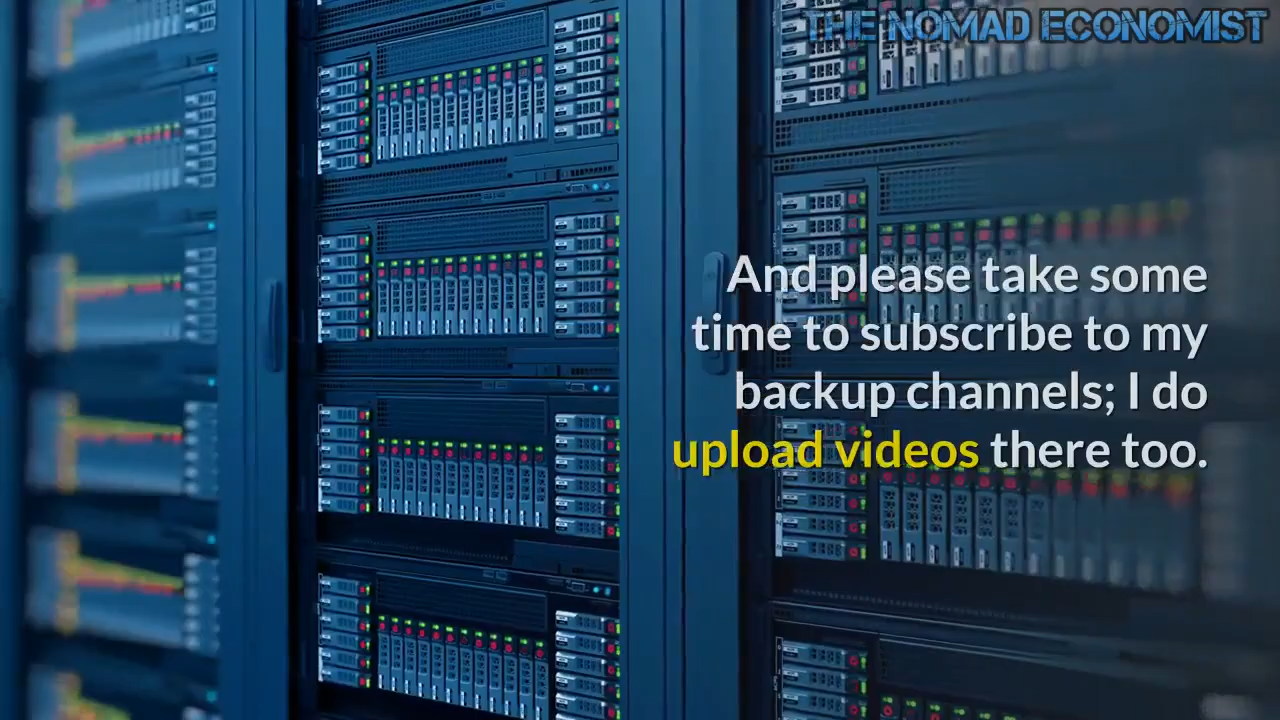 THE NOMAD ECONOMIST
And please take some
time to subscribe to my
backup channels; I do
upload videos there too.